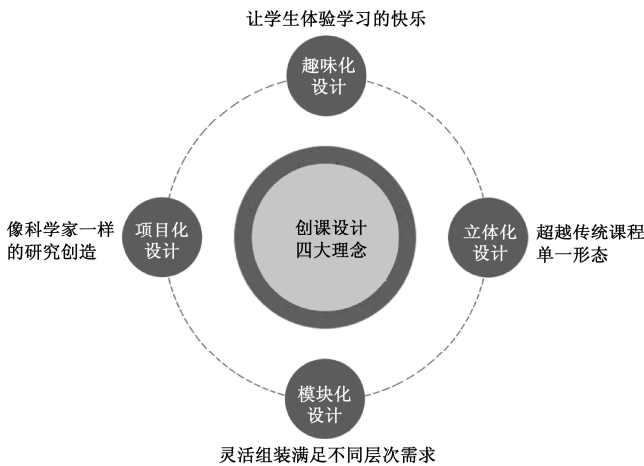 让学生体验学习的快乐
趣味化
设计
像科学家一样
的研究创造
项目化
设计
创课设计
四大理念
立体化
设计
超越传统课程
单一形态
模块化
设计
灵活组装满足不同层次需求